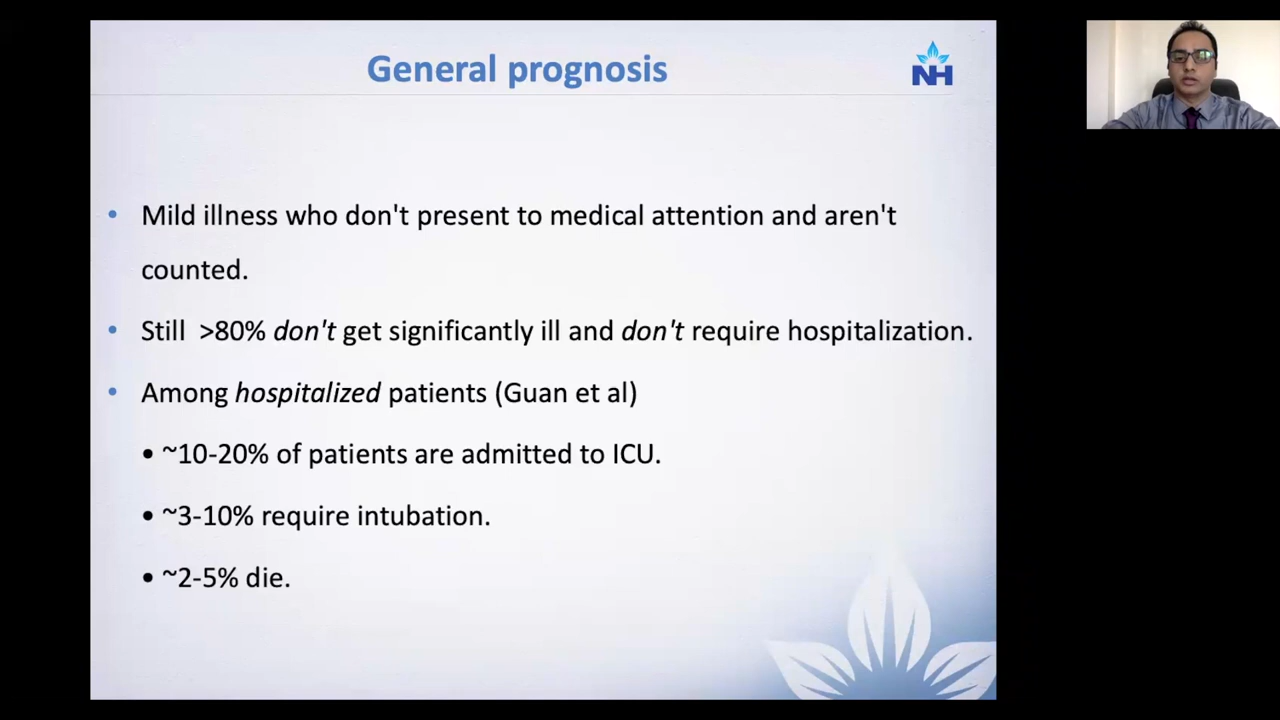 General prognosis
NH
• Mild illness who don't present to medical attention and aren't
counted.
• Still >80% don't get significantly ill and don't require hospitalization.
• Among hospitalized patients (Guan et al)
• ~10-20% of patients are admitted to ICU.
• ~3-10% require intubation.
• ~2-5% die.